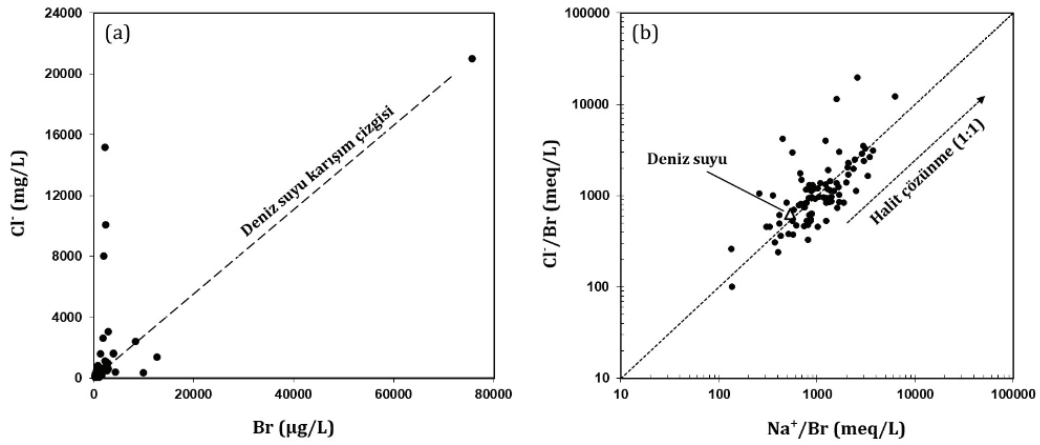 (a)
24000
20000
16000
12000
8000
4000
0
Cl⁻ (mg/L)
Deniz suyu karışım çizgisi
0 20000 40000 60000 80000
Br (µg/L)
(b)
100000
10000
1000
100
10
Cl⁻/Br (meq/L)
Deniz suyu
Halit çözünme (1:1)
10 100 1000 10000 100000
Na⁺/Br (meq/L)